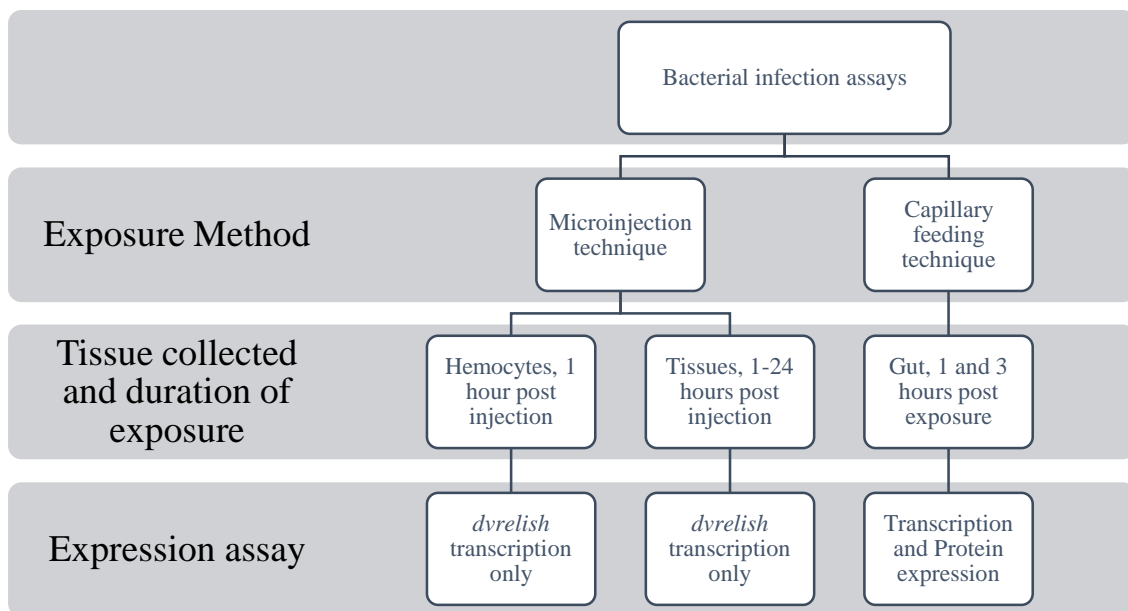 Bacterial infection assays
Exposure Method
Microinjection
technique
Capillary
feeding
technique
Tissue collected
and duration of
exposure
Hemocytes, 1
hour post
injection
Tissues, 1-24
hours post
injection
Gut, 1 and 3
hours post
exposure
Expression assay
dvrelish
transcription
only
dvrelish
transcription
only
Transcription
and Protein
expression